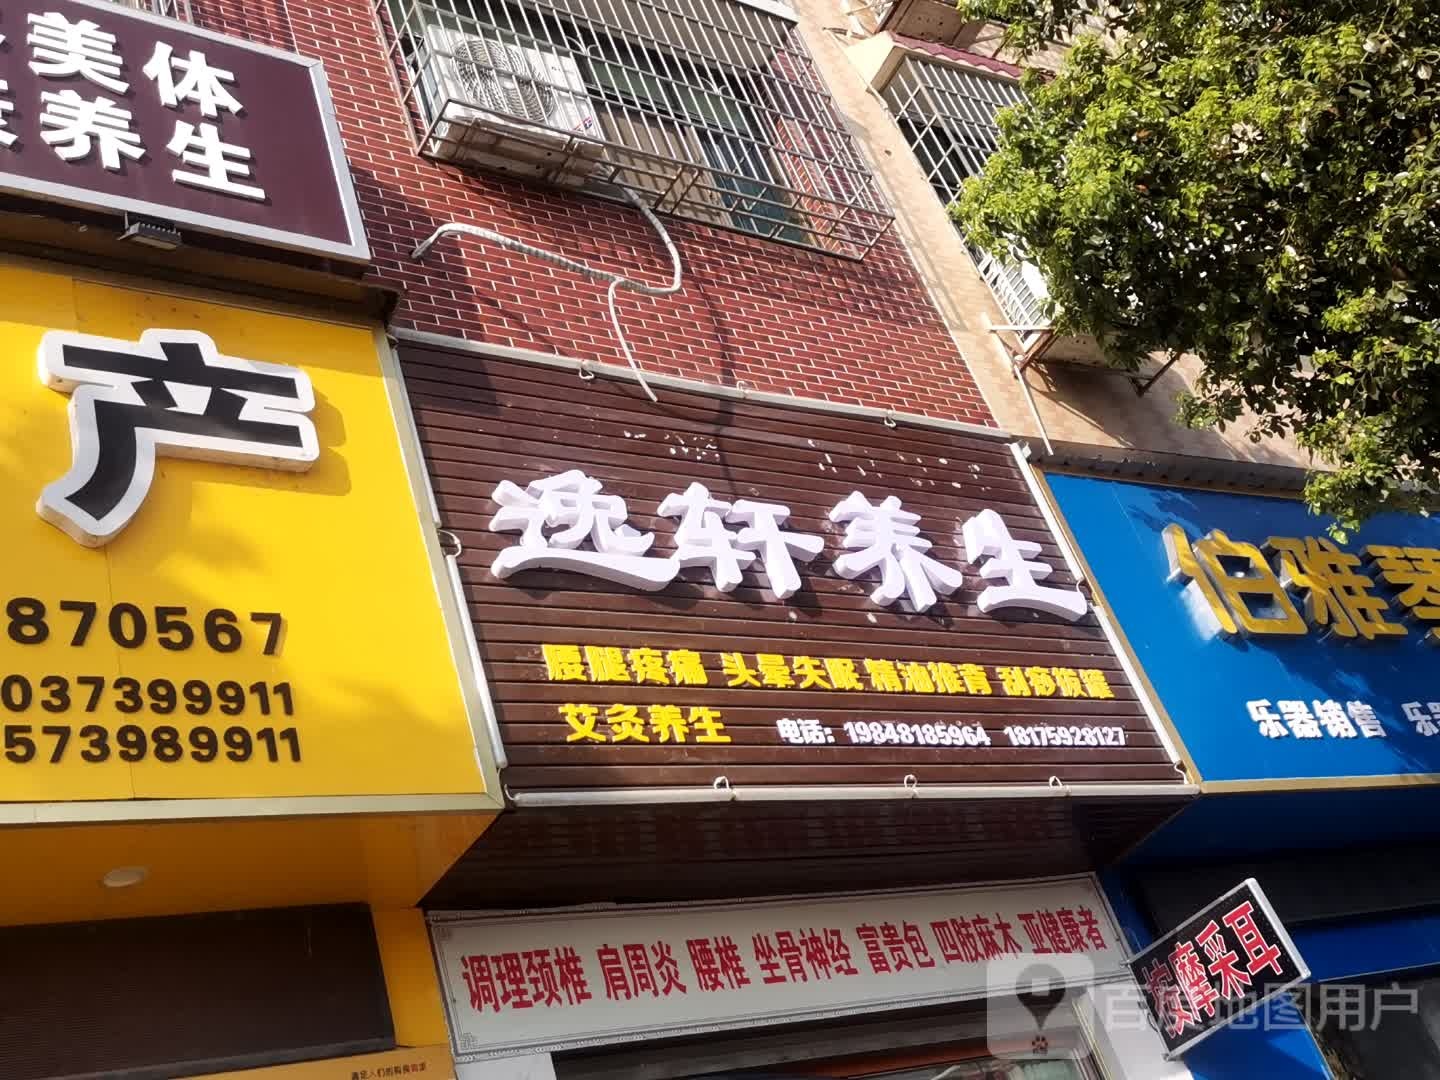 美体
养生
产
870567
037399911
573989911
逸轩养生
腰腿疼痛 头晕失眠 精油推背 刮痧拔罐
艾灸养生 电话：19848185964 18175928127
伯雅琴
乐器销售 乐
调理颈椎 肩周炎 腰椎 坐骨神经 富贵包 四肢麻木 亚健康者
按摩采耳
百度地图用户